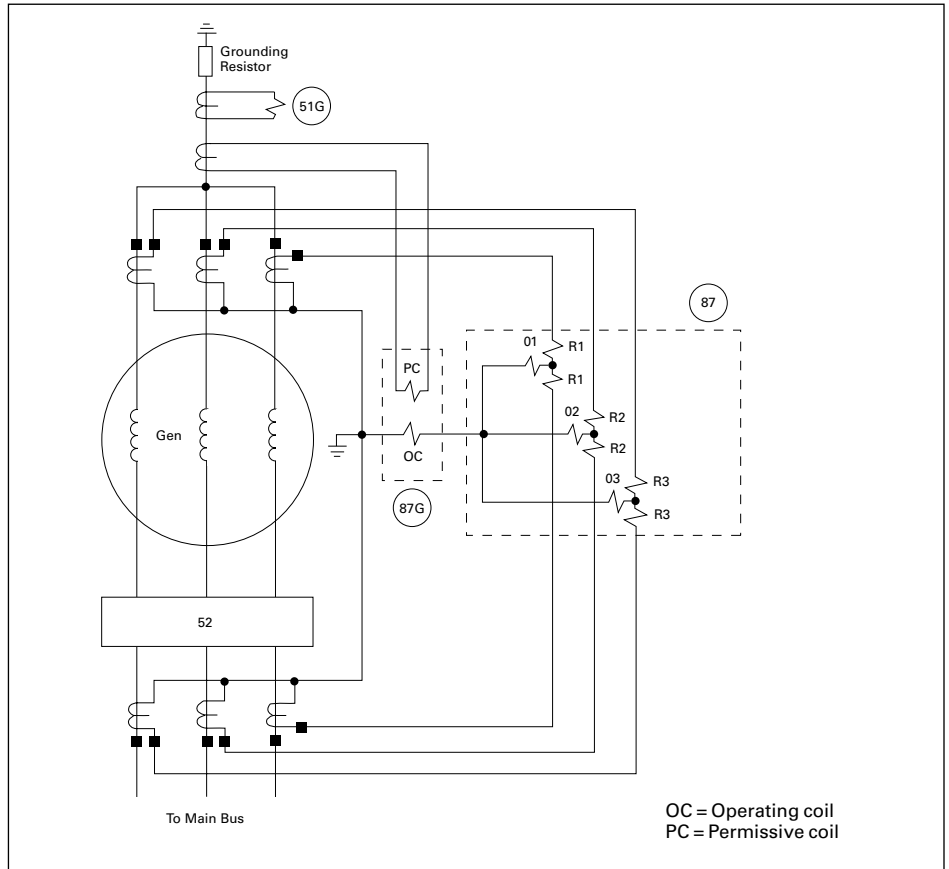 Grounding
Resistor
51G
87
01
R1
PC
R1
02
R2
Gen
R2
OC
03
R3
87G
R3
52
To Main Bus
OC = Operating coil
PC = Permissive coil